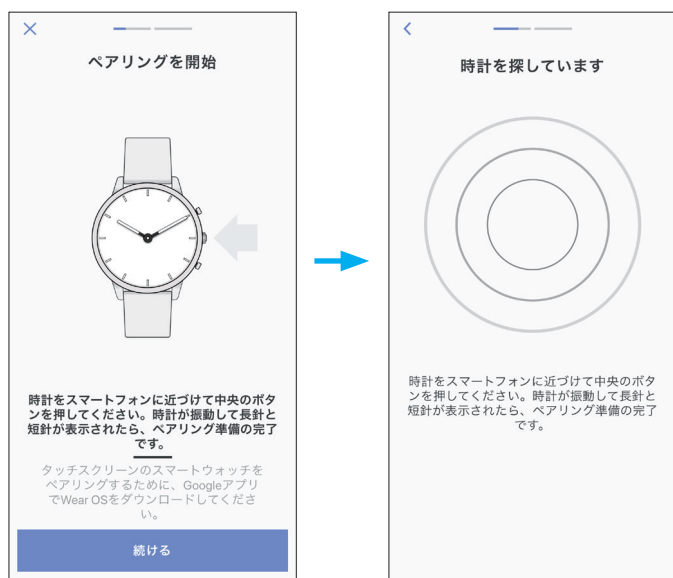 ペアリングを開始
時計をスマートフォンに近づけて中央のボタ
ンを押してください。時計が振動して長針と
短針が表示されたら、ペアリング準備の完了
です。
タッチスクリーンのスマートウォッチを
ペアリングするために、Googleアプリ
でWear OSをダウンロードしてくださ
い。
続ける
時計を探しています
時計をスマートフォンに近づけて中央のボタ
ンを押してください。時計が振動して長針と
短針が表示されたら、ペアリング準備の完了
です。